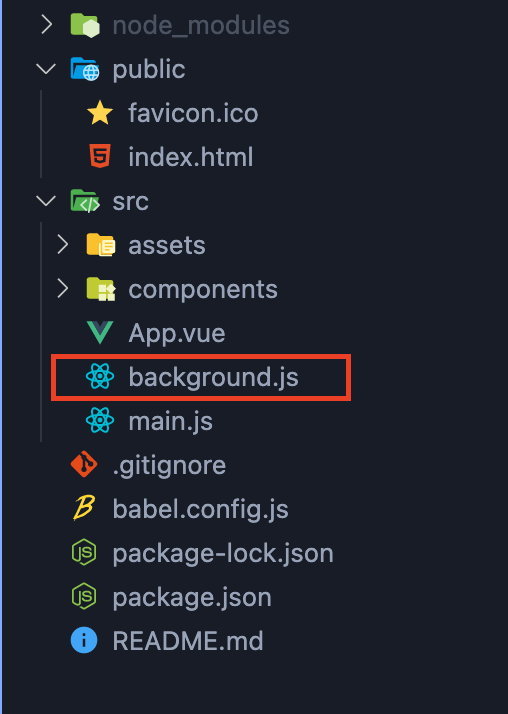 node_modules
public
favicon.ico
index.html
src
assets
components
App.vue
background.js
main.js
.gitignore
babel.config.js
package-lock.json
package.json
README.md